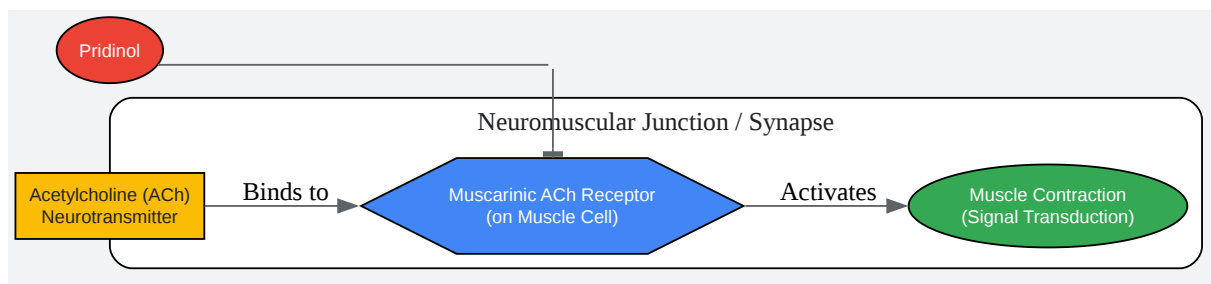 Pridinol
Neuromuscular Junction / Synapse
Acetylcholine (ACh)
Neurotransmitter
Binds to
Muscarinic ACh Receptor
(on Muscle Cell)
Activates
Muscle Contraction
(Signal Transduction)